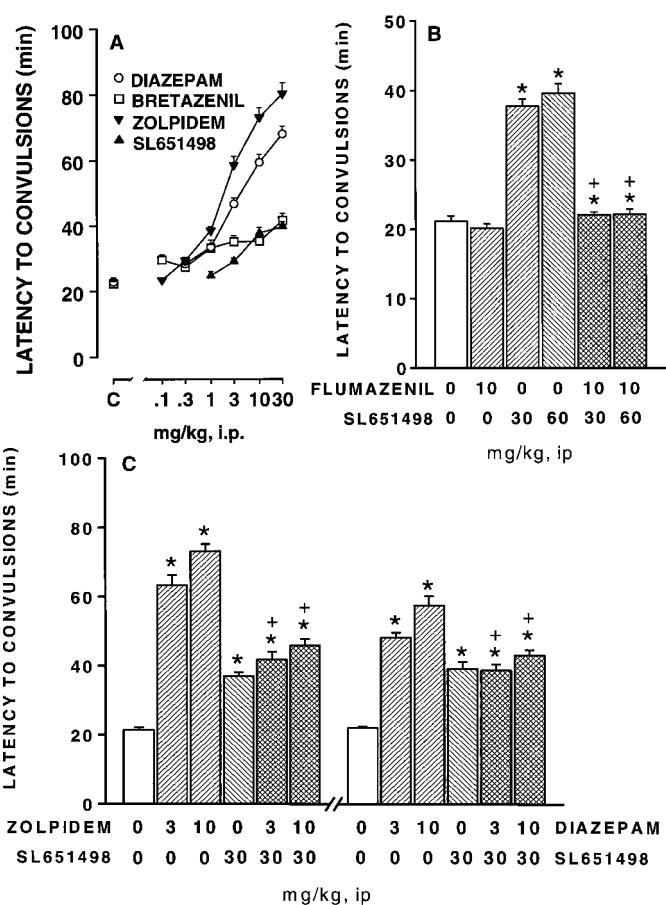 A
LATENCY TO CONVULSIONS (min)
100
80
60
40
20
0
DIAZEPAM
BRETAZENIL
ZOLPIDEM
SL651498
C .1 .3 1 3 10 30
mg/kg, i.p.
B
LATENCY TO CONVULSIONS (min)
50
40
30
20
10
0
* * + * + *
FLUMAZENIL 0 10 0 0 10 10
SL651498 0 0 30 60 30 60
mg/kg, ip
C
LATENCY TO CONVULSIONS (min)
100
80
60
40
20
0
* * * + * + * * * * + * + *
ZOLPIDEM 0 3 10 0 3 10 0 3 10 0 3 10 DIAZEPAM
SL651498 0 0 0 30 30 30 0 0 0 30 30 30 SL651498
mg/kg, ip